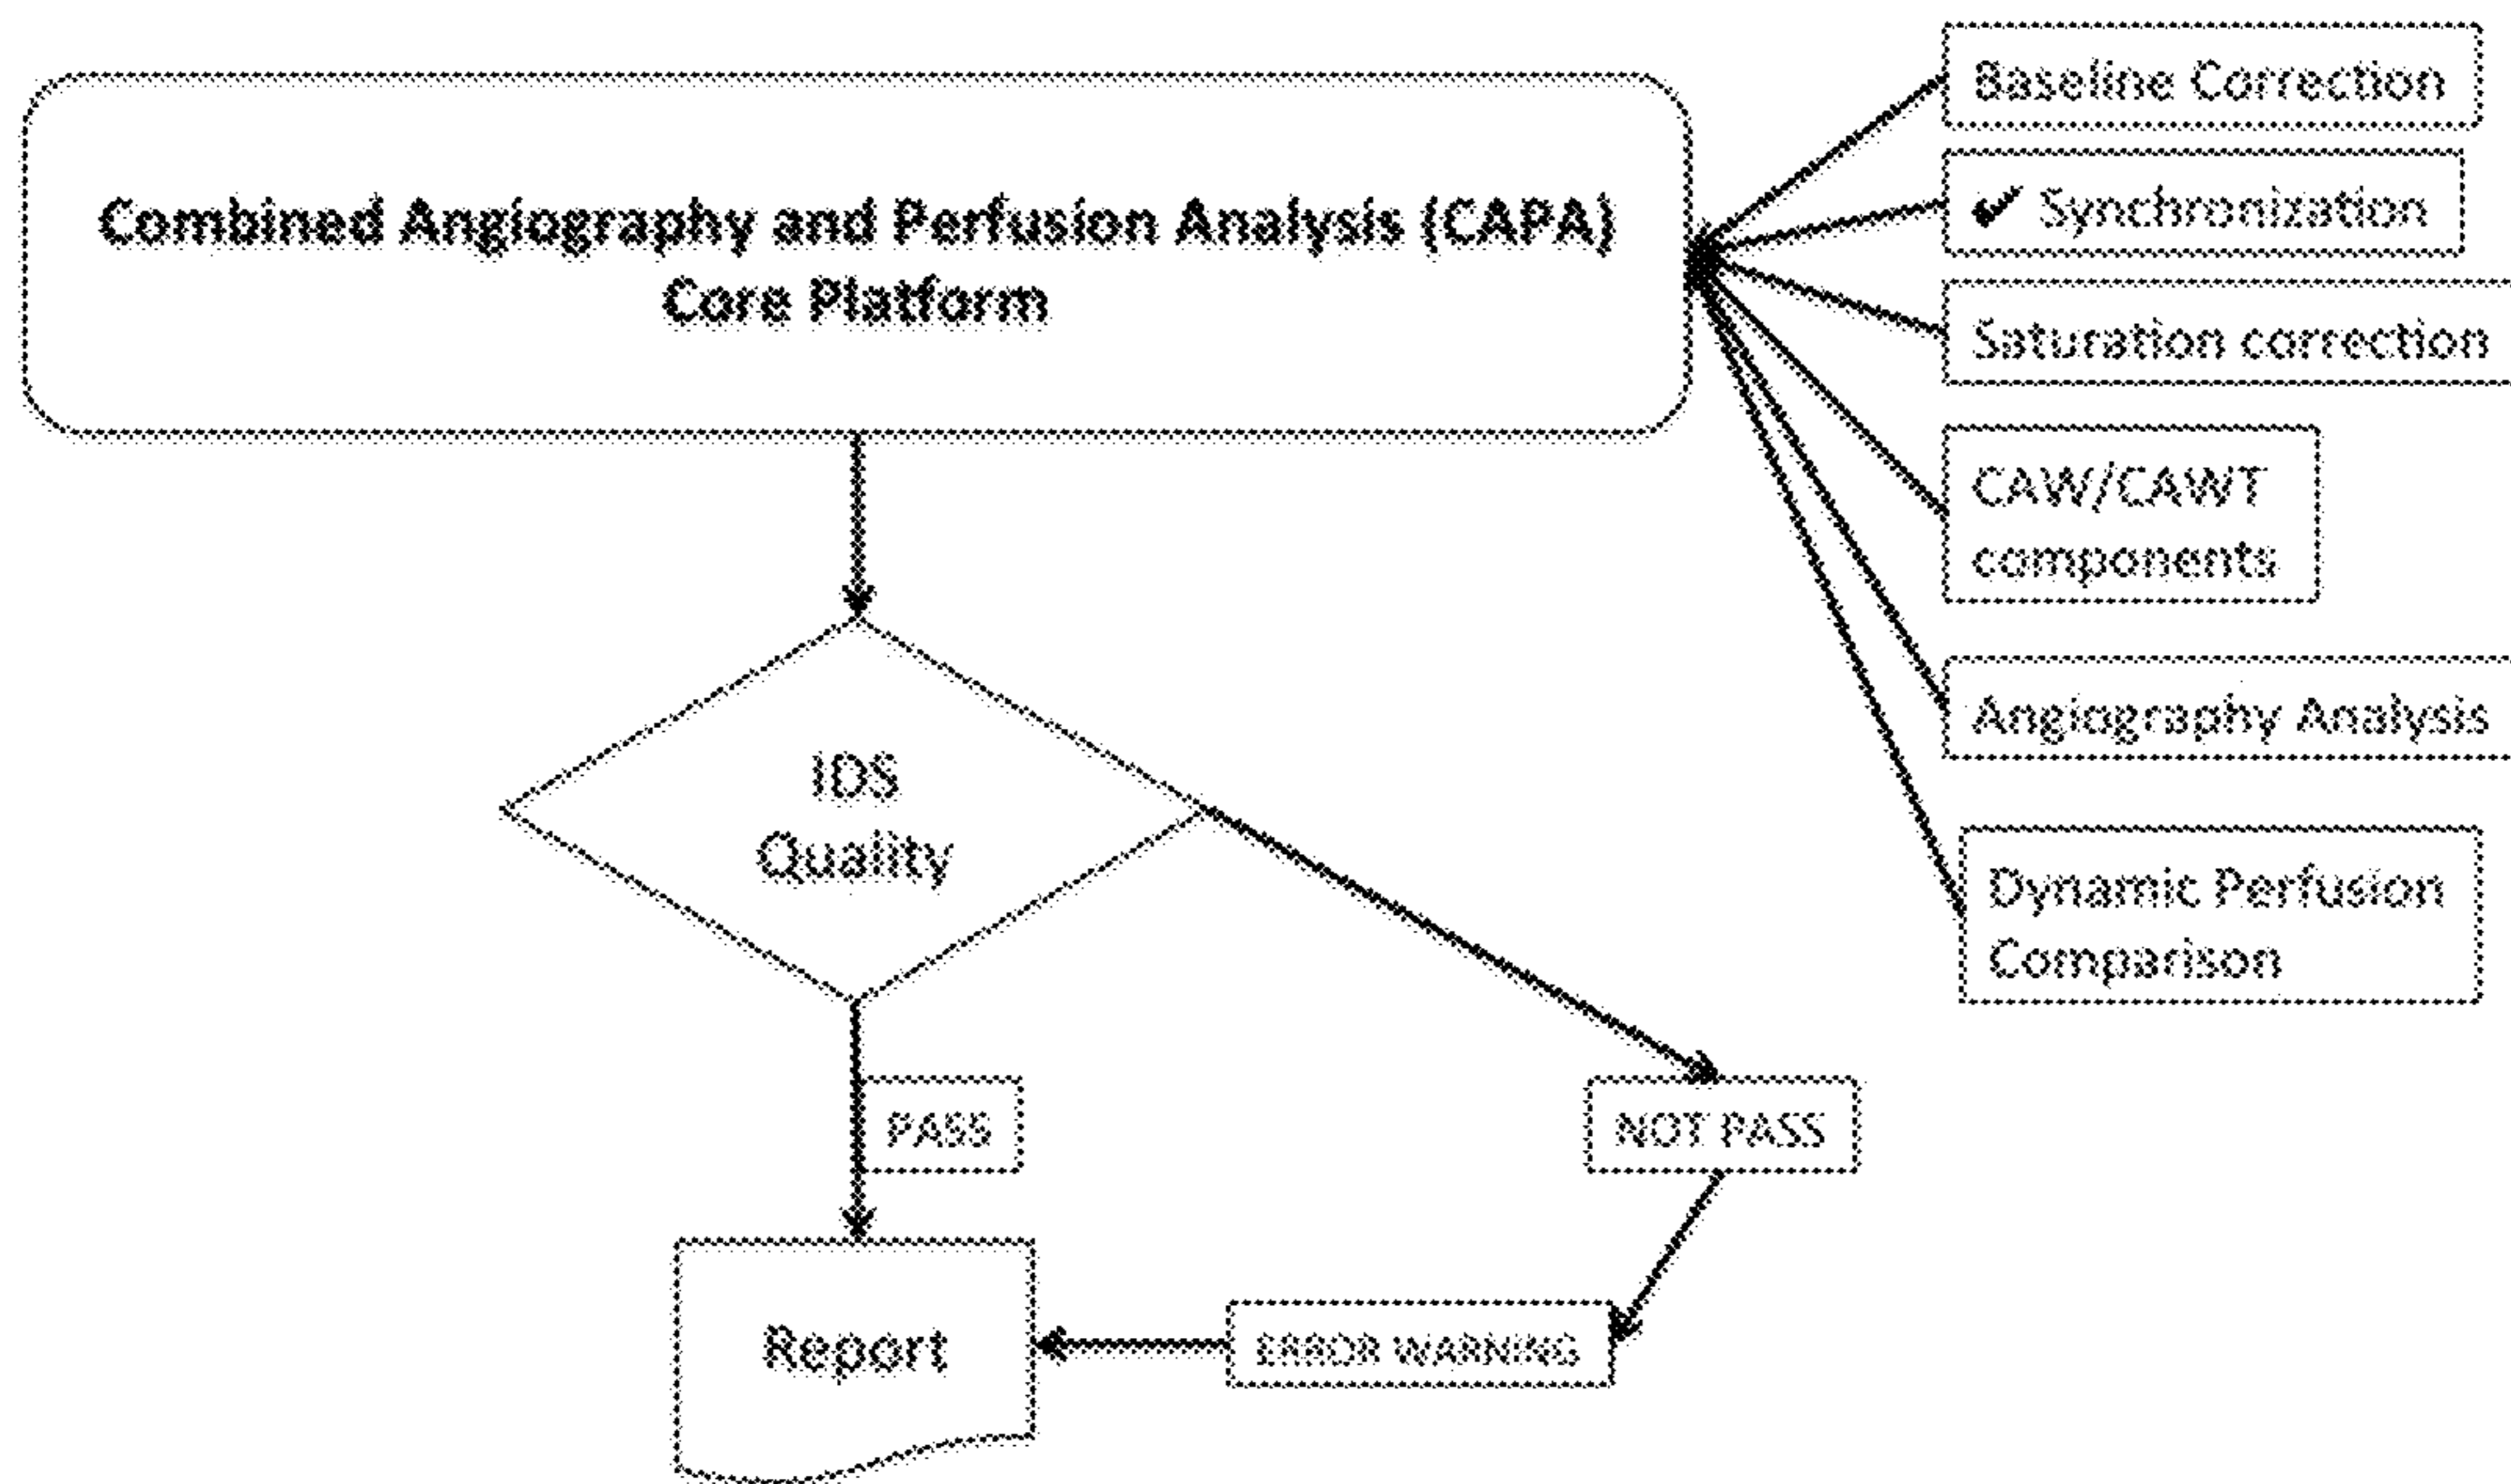 Combined Angiography and Perfusion Analysis (CAPA)
Core Platform
Baseline Correction
✔ Synchronization
Saturation correction
CAW/CAWT
components
Angiography Analysis
Dynamic Perfusion
Comparison
IDS
Quality
PASS
NOT PASS
Report
ERROR WARNING